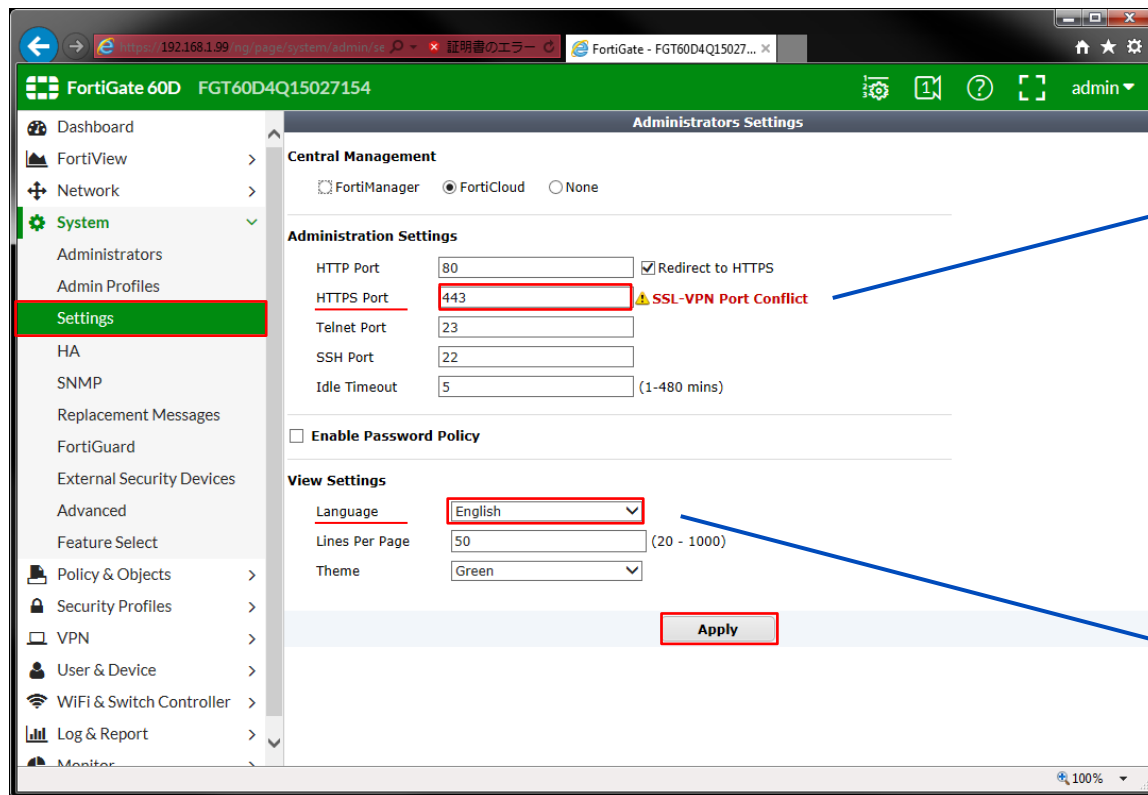 https://192.168.1.99/ng/page/system/admin/se
証明書のエラー
FortiGate - FGT60D4Q15027...
FortiGate 60D FGT60D4Q15027154
admin
Dashboard
FortiView
Network
System
Administrators
Admin Profiles
Settings
HA
SNMP
Replacement Messages
FortiGuard
External Security Devices
Advanced
Feature Select
Policy & Objects
Security Profiles
VPN
User & Device
WiFi & Switch Controller
Log & Report
Monitor
Administrators Settings
Central Management
FortiManager FortiCloud None
Administration Settings
HTTP Port 80 Redirect to HTTPS
HTTPS Port 443 SSL-VPN Port Conflict
Telnet Port 23
SSH Port 22
Idle Timeout 5 (1-480 mins)
Enable Password Policy
View Settings
Language English
Lines Per Page 50 (20 - 1000)
Theme Green
Apply
100%